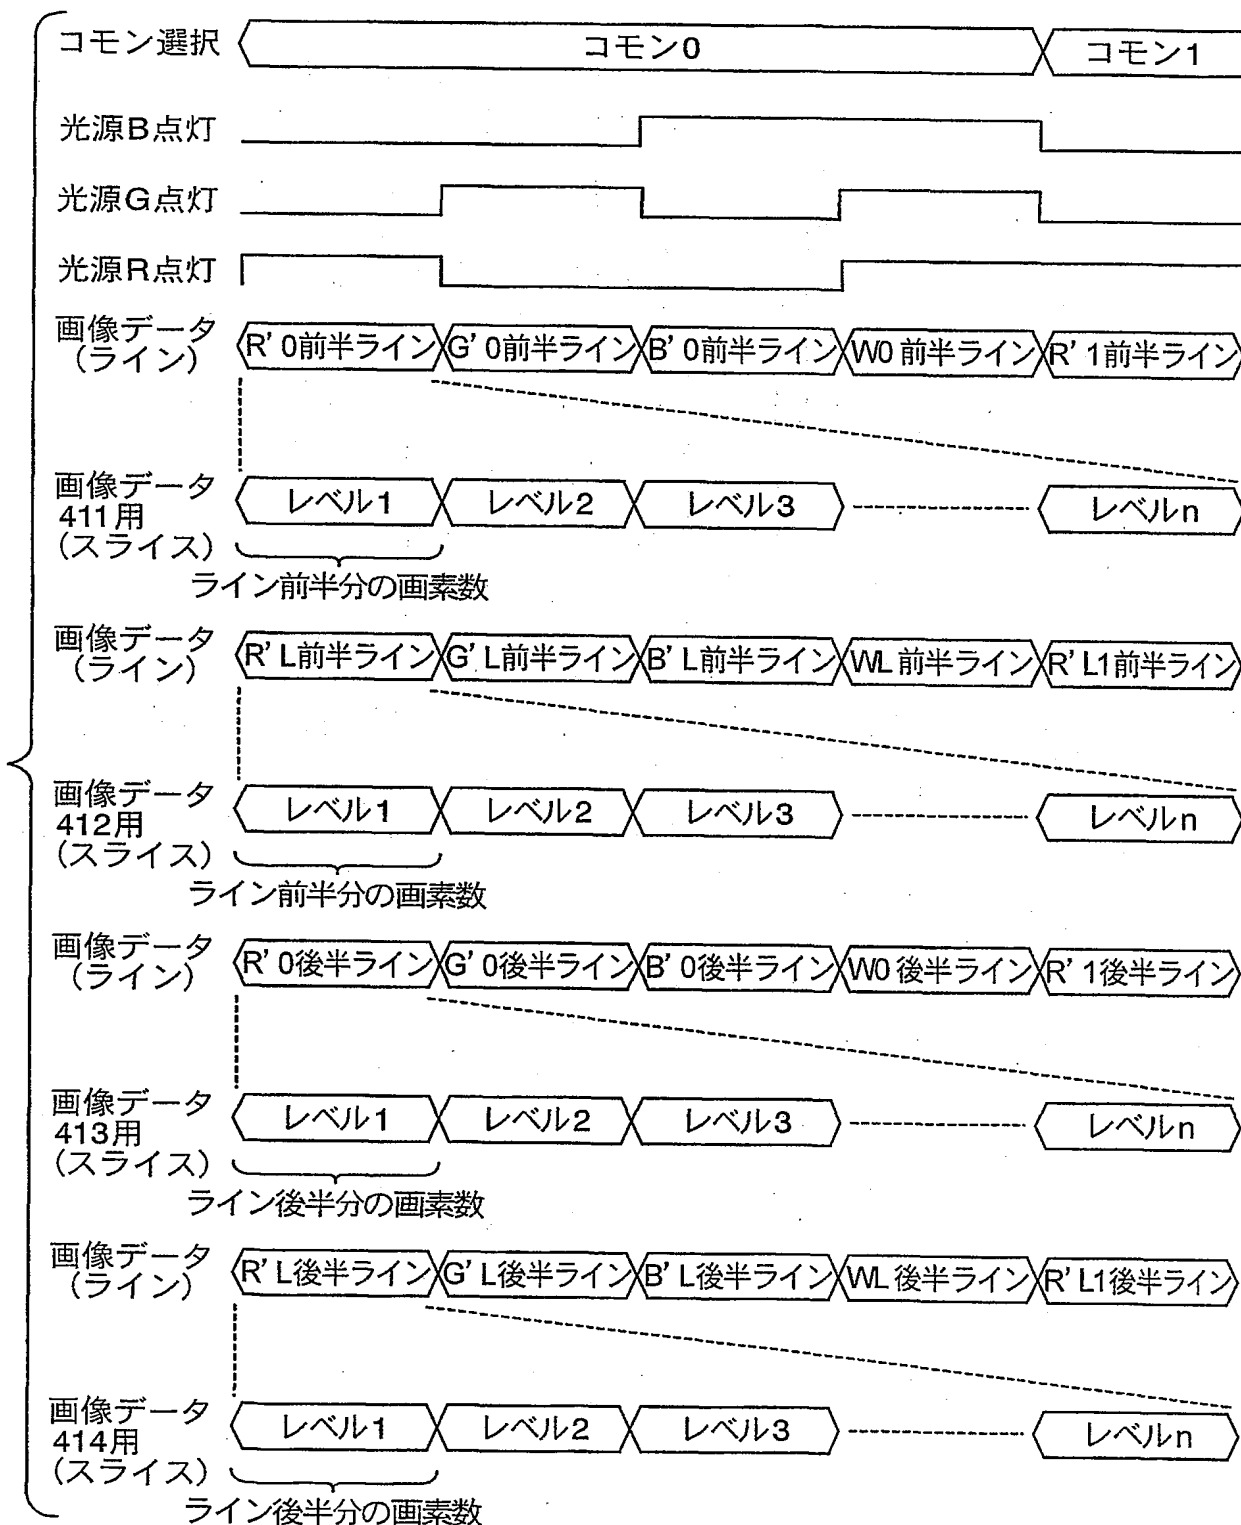 コモン選択 コモン0 コモン1
光源B点灯
光源G点灯
光源R点灯
画像データ
(ライン)
R' 0前半ライン G' 0前半ライン B' 0前半ライン W0 前半ライン R' 1前半ライン
画像データ
411用
(スライス)
レベル1 レベル2 レベル3 レベルn
ライン前半分の画素数
画像データ
(ライン)
R' L前半ライン G' L前半ライン B' L前半ライン WL 前半ライン R' L1前半ライン
画像データ
412用
(スライス)
レベル1 レベル2 レベル3 レベルn
ライン前半分の画素数
画像データ
(ライン)
R' 0後半ライン G' 0後半ライン B' 0後半ライン W0 後半ライン R' 1後半ライン
画像データ
413用
(スライス)
レベル1 レベル2 レベル3 レベルn
ライン後半分の画素数
画像データ
(ライン)
R' L後半ライン G' L後半ライン B' L後半ライン WL 後半ライン R' L1後半ライン
画像データ
414用
(スライス)
レベル1 レベル2 レベル3 レベルn
ライン後半分の画素数